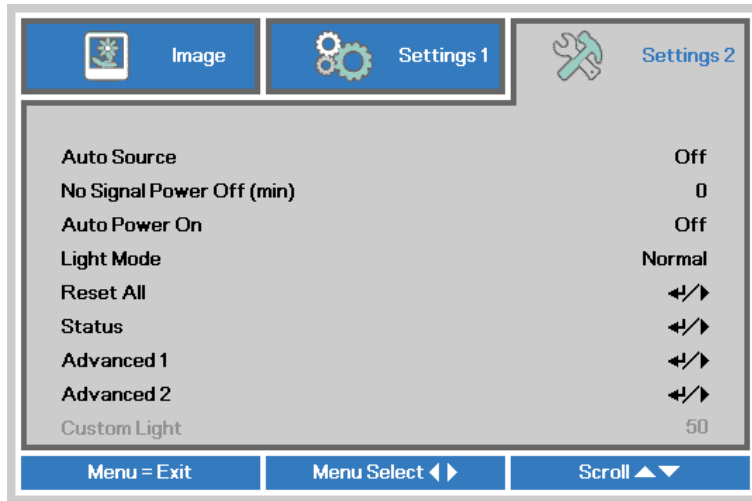 Image
Settings 1
Settings 2
Auto Source Off
No Signal Power Off (min) 0
Auto Power On Off
Light Mode Normal
Reset All
Status
Advanced 1
Advanced 2
Custom Light 50
Menu = Exit
Menu Select
Scroll